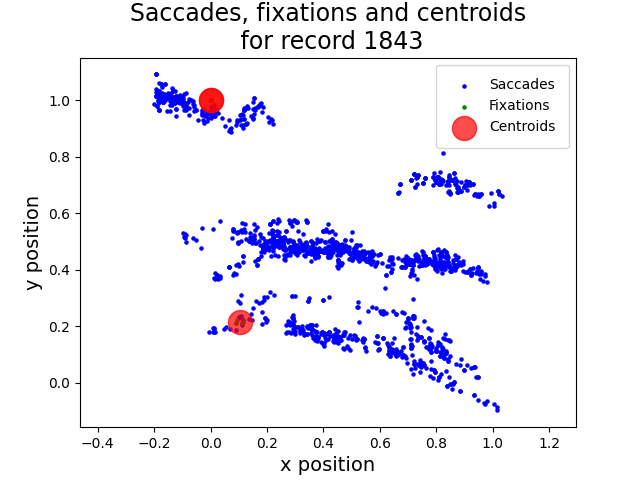 Saccades, fixations and centroids
for record 1843
Saccades
Fixations
Centroids
1.0
0.8
0.6
0.4
0.2
0.0
y position
−0.4 −0.2 0.0 0.2 0.4 0.6 0.8 1.0 1.2
x position